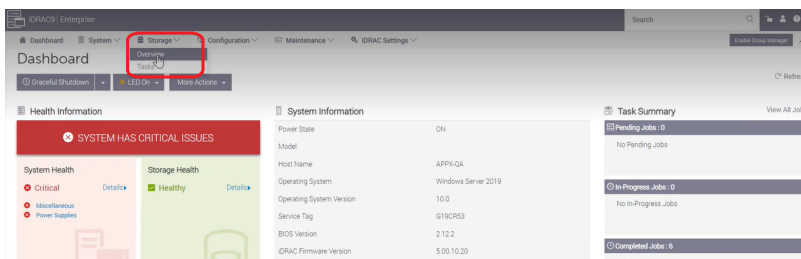 iDRAC9 | Enterprise
Search
Dashboard System Storage Configuration Maintenance iDRAC Settings
Enable Group Manager
Overview
Tasks
Dashboard
Graceful Shutdown LED On More Actions
Refre
Health Information
System Information
Task Summary
View All Jo
SYSTEM HAS CRITICAL ISSUES
System Health
Critical
Details
Miscellaneous
Power Supplies
Storage Health
Healthy
Details
Power State ON
Model
Host Name APPX-QA
Operating System Windows Server 2019
Operating System Version 10.0
Service Tag G19CR53
BIOS Version 2.12.2
iDRAC Firmware Version 5.00.10.20
Pending Jobs : 0
No Pending Jobs
In-Progress Jobs : 0
No In-Progress Jobs
Completed Jobs : 6